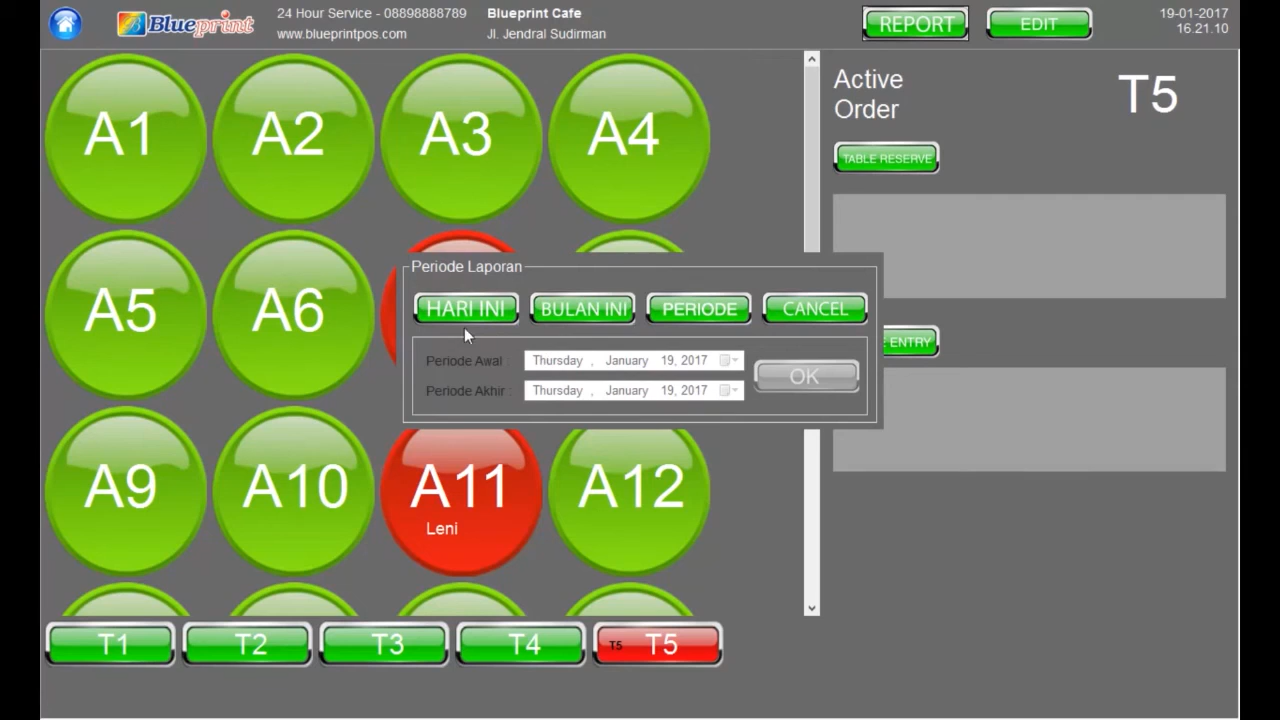 Blueprint
24 Hour Service - 08898888789
www.blueprintpos.com
Blueprint Cafe
Jl. Jendral Sudirman
REPORT
EDIT
19-01-2017
16.21.10
A1
A2
A3
A4
Active
Order
T5
TABLE RESERVE
A5
A6
Periode Laporan
HARI INI
BULAN INI
PERIODE
CANCEL
Periode Awal
Thursday , January 19, 2017
Periode Akhir :
Thursday , January 19, 2017
OK
ENTRY
A9
A10
A11
Leni
A12
T1
T2
T3
T4
T5 T5